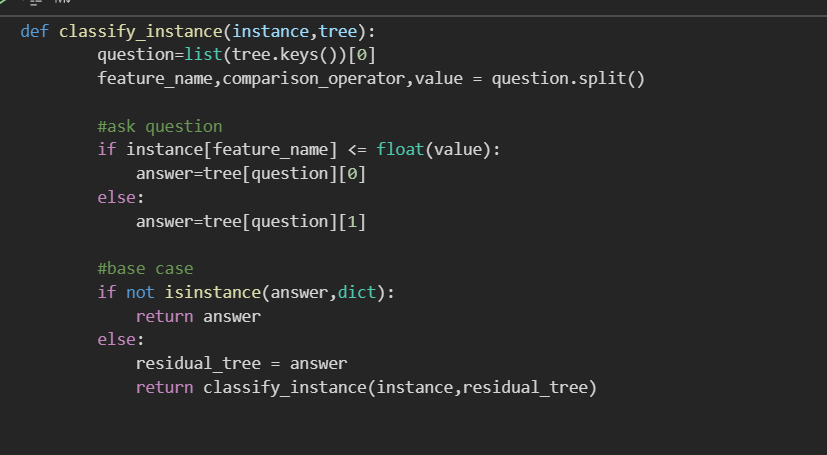 def classify_instance(instance,tree):
        question=list(tree.keys())[0]
        feature_name,comparison_operator,value = question.split()

        #ask question
        if instance[feature_name] <= float(value):
            answer=tree[question][0]
        else:
            answer=tree[question][1]

        #base case
        if not isinstance(answer,dict):
            return answer
        else:
            residual_tree = answer
            return classify_instance(instance,residual_tree)